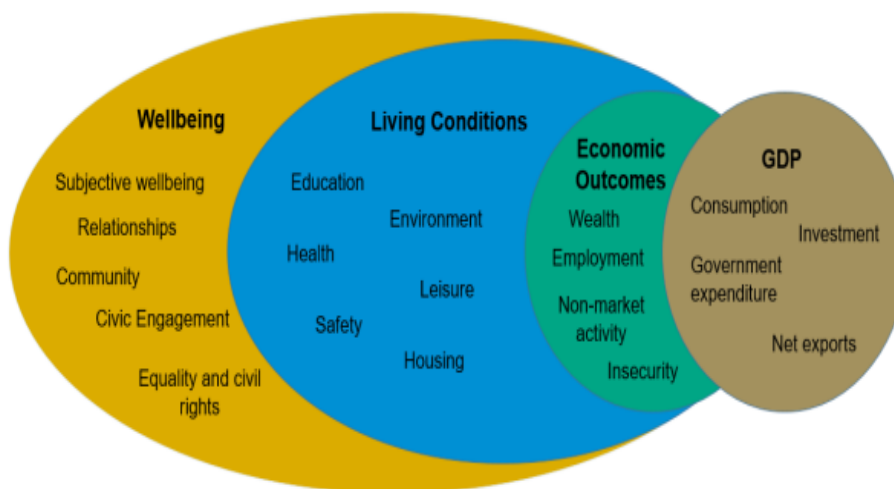 Wellbeing
Subjective wellbeing
Relationships
Community
Civic Engagement
Equality and civil
rights
Living Conditions
Education
Environment
Health
Leisure
Safety
Housing
Economic
Outcomes
Wealth
Employment
Non-market
activity
Insecurity
GDP
Consumption
Investment
Government
expenditure
Net exports